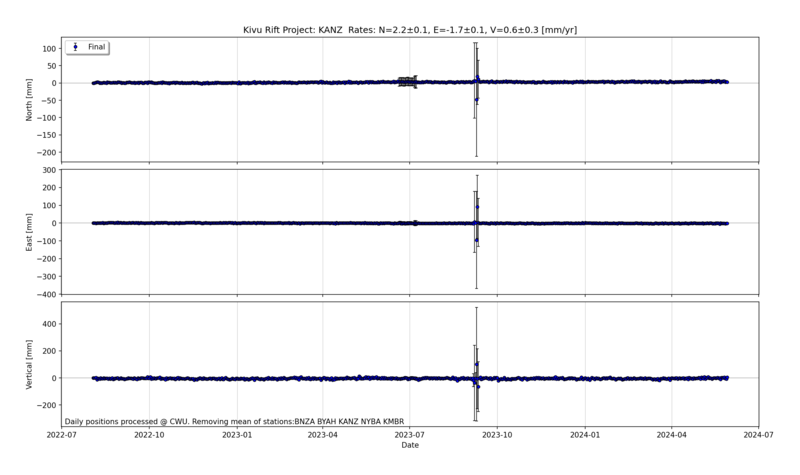 Kivu Rift Project: KANZ  Rates: N=2.2±0.1, E=-1.7±0.1, V=0.6±0.3 [mm/yr]
Final
North [mm]
100
50
0
−50
−100
−150
−200
East [mm]
300
200
100
0
−100
−200
−300
−400
Vertical [mm]
400
200
0
−200
Daily positions processed @ CWU. Removing mean of stations:BNZA BYAH KANZ NYBA KMBR
2022-07 2022-10 2023-01 2023-04 2023-07 2023-10 2024-01 2024-04 2024-07
Date